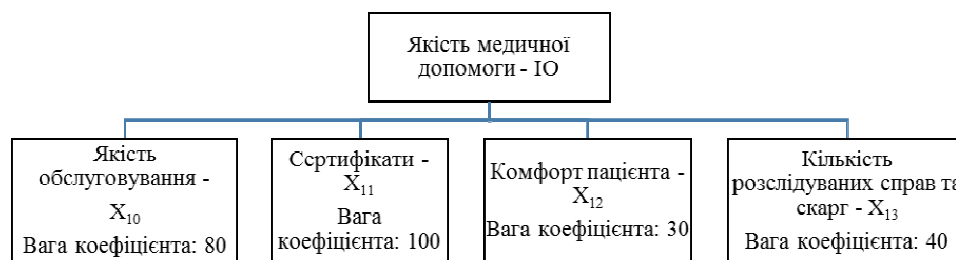 Якість медичної
допомоги - ІО
Якість
обслуговування -
X₁₀
Вага коефіцієнта: 80
Сертифікати -
X₁₁
Вага
коефіцієнта: 100
Комфорт пацієнта -
X₁₂
Вага коефіцієнта: 30
Кількість
розслідуваних справ та
скарг - X₁₃
Вага коефіцієнта: 40